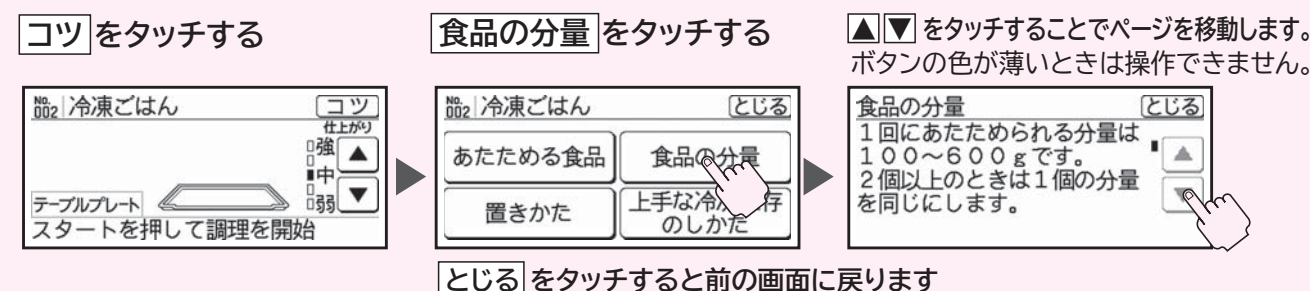 コツ をタッチする
No.002 冷凍ごはん コツ
仕上がり
強 ▲
中
弱 ▼
テーブルプレート
スタートを押して調理を開始
食品の分量 をタッチする
No.002 冷凍ごはん とじる
あたためる食品 食品の分量
置きかた 上手な冷凍 存
のしかた
とじる をタッチすると前の画面に戻ります
▲▼ をタッチすることでページを移動します。
ボタンの色が薄いときは操作できません。
食品の分量 とじる
1回にあたためられる分量は
100～600gです。
2個以上のときは1個の分量
を同じにします。